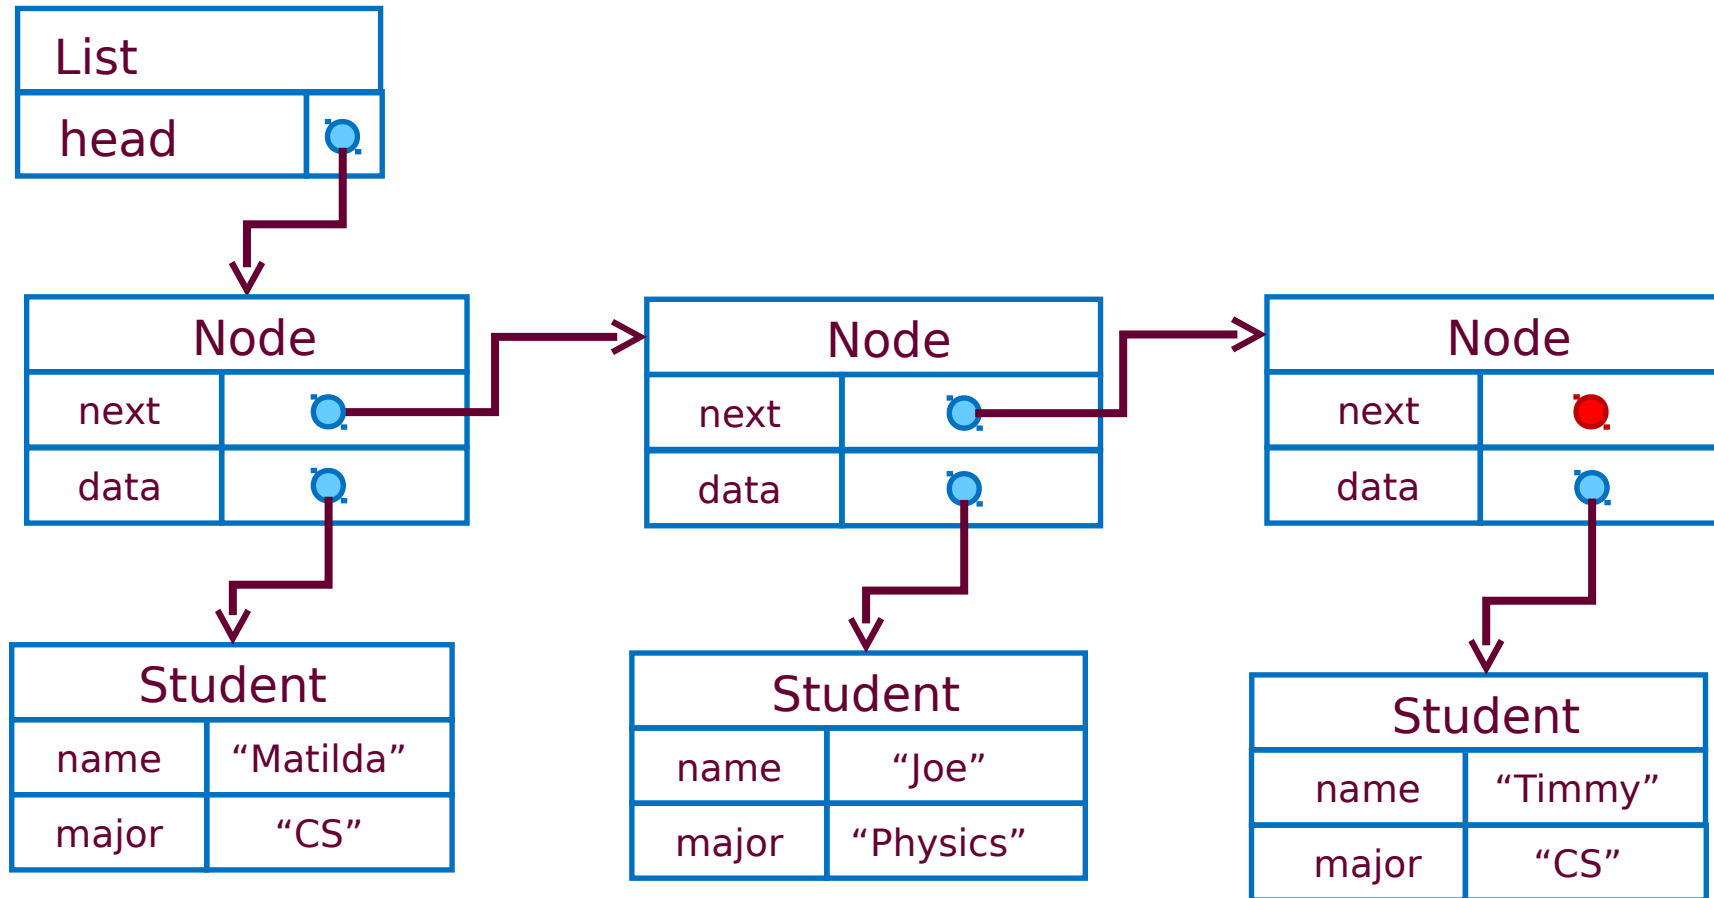 List
head
Node
next
data
Node
next
data
Node
next
data
Student
name “Matilda”
major “CS”
Student
name “Joe”
major “Physics”
Student
name “Timmy”
major “CS”